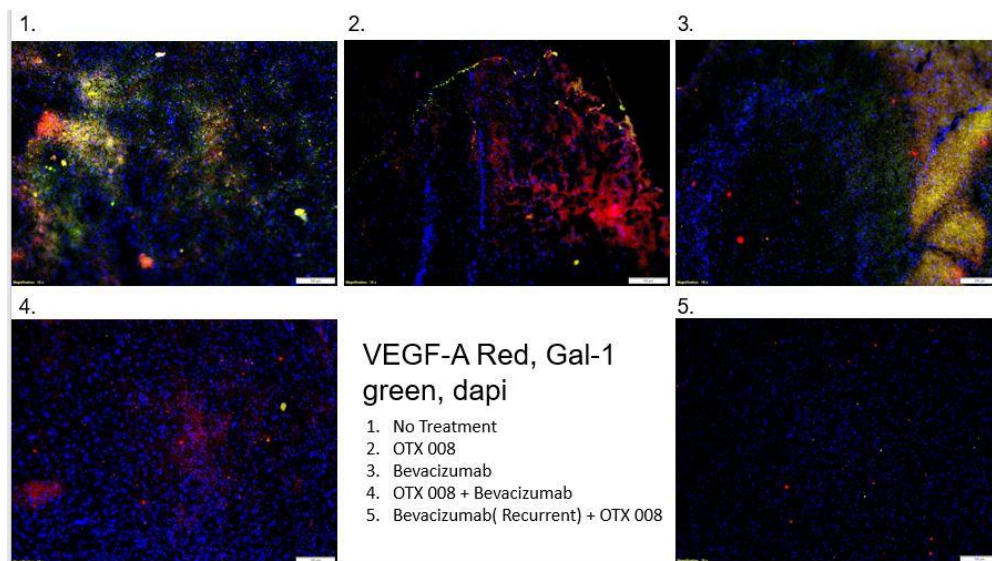 1.
2.
3.
4.
5.
VEGF-A Red, Gal-1
green, dapi
1. No Treatment
2. OTX 008
3. Bevacizumab
4. OTX 008 + Bevacizumab
5. Bevacizumab( Recurrent) + OTX 008